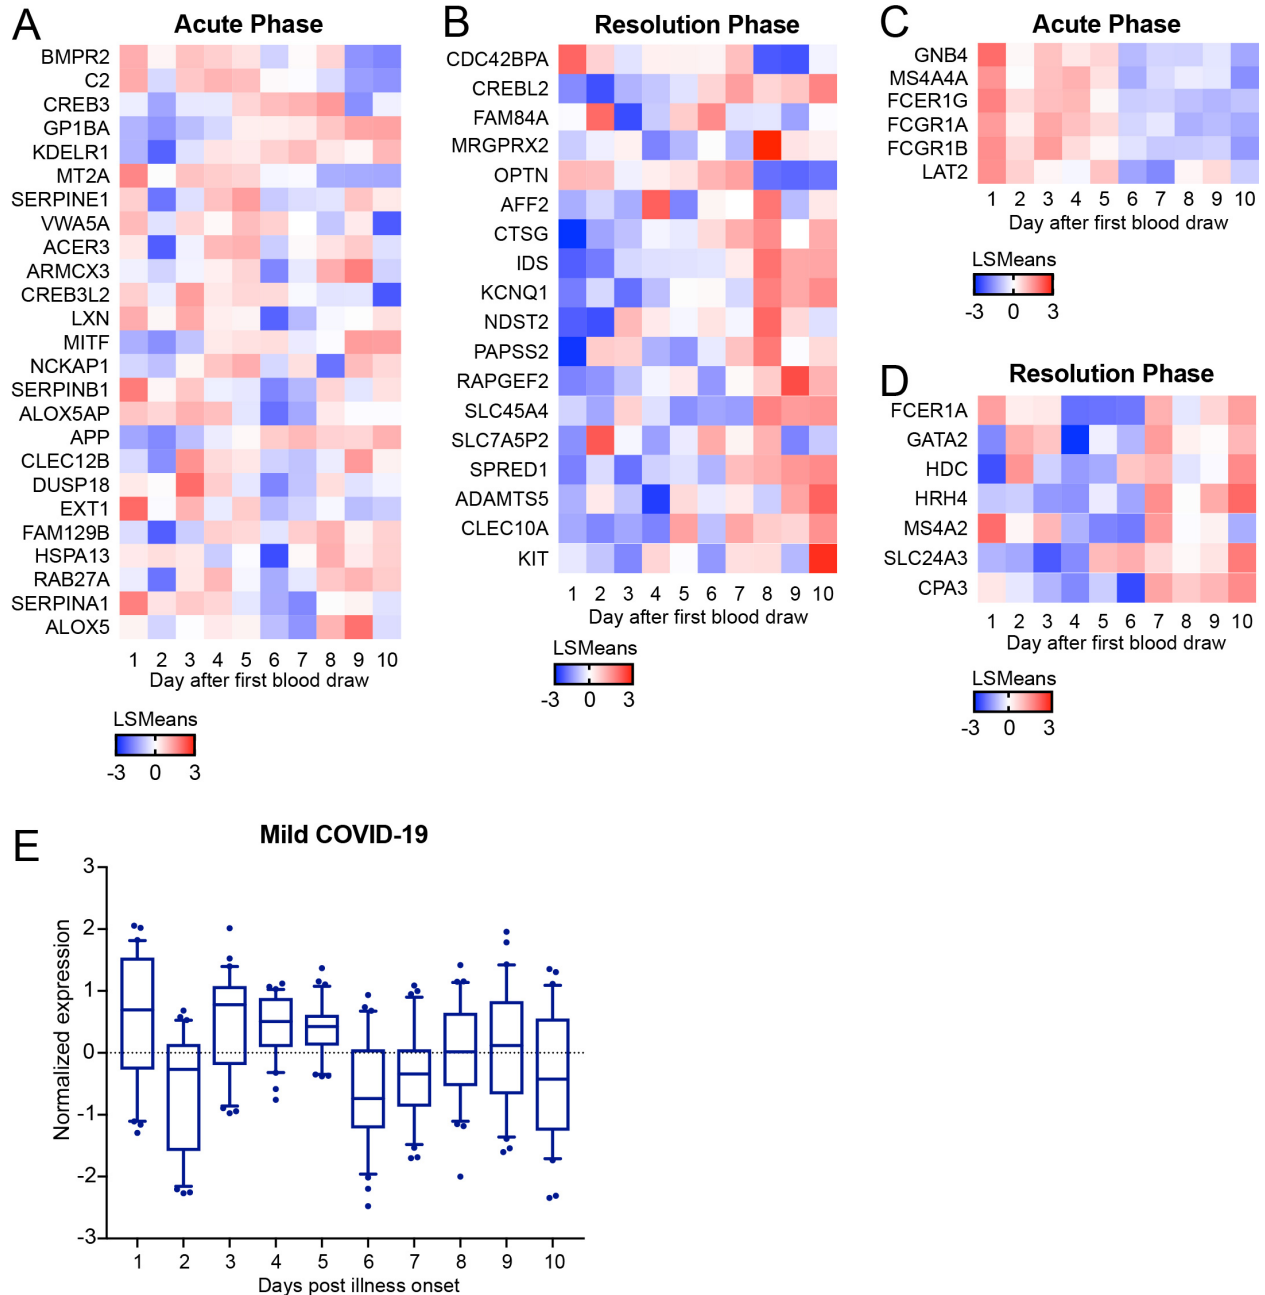 A
Acute Phase
BMPR2
C2
CREB3
GP1BA
KDELR1
MT2A
SERPINE1
VWA5A
ACER3
ARMCX3
CREB3L2
LXN
MITF
NCKAP1
SERPINB1
ALOX5AP
APP
CLEC12B
DUSP18
EXT1
FAM129B
HSPA13
RAB27A
SERPINA1
ALOX5
1 2 3 4 5 6 7 8 9 10
Day after first blood draw
LSMeans
-3 0 3
B
Resolution Phase
CDC42BPA
CREBL2
FAM84A
MRGPRX2
OPTN
AFF2
CTSG
IDS
KCNQ1
NDST2
PAPSS2
RAPGEF2
SLC45A4
SLC7A5P2
SPRED1
ADAMTS5
CLEC10A
KIT
1 2 3 4 5 6 7 8 9 10
Day after first blood draw
LSMeans
-3 0 3
C
Acute Phase
GNB4
MS4A4A
FCER1G
FCGR1A
FCGR1B
LAT2
1 2 3 4 5 6 7 8 9 10
Day after first blood draw
LSMeans
-3 0 3
D
Resolution Phase
FCER1A
GATA2
HDC
HRH4
MS4A2
SLC24A3
CPA3
1 2 3 4 5 6 7 8 9 10
Day after first blood draw
LSMeans
-3 0 3
E
Mild COVID-19
Normalized expression
3
2
1
0
-1
-2
-3
1 2 3 4 5 6 7 8 9 10
Days post illness onset